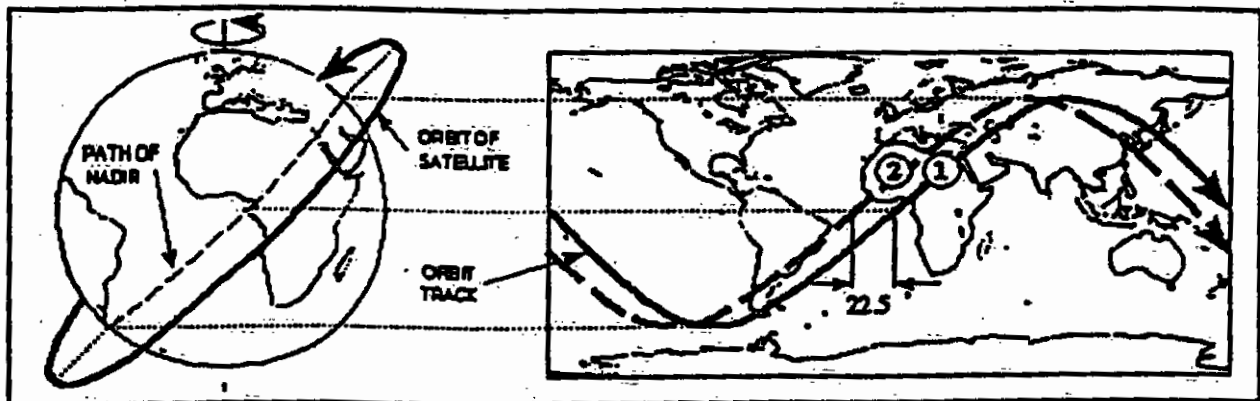 PATH OF
NADIR
ORBIT OF
SATELLITE
ORBIT
TRACK
2
1
22.5